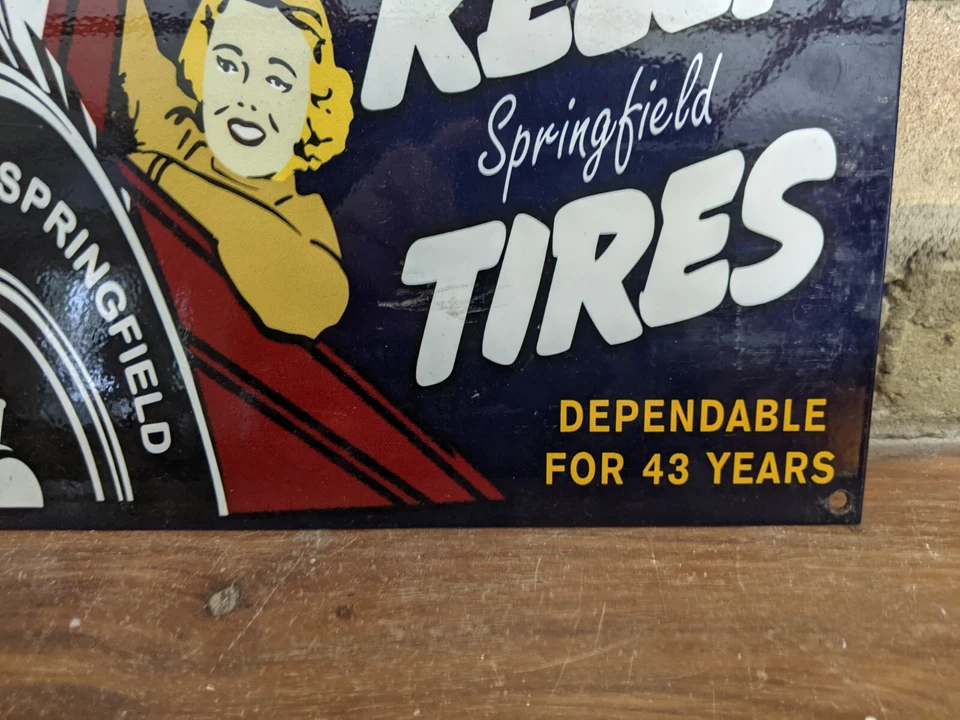 Springfield
TIRES
SPRINGFIELD
DEPENDABLE
FOR 43 YEARS